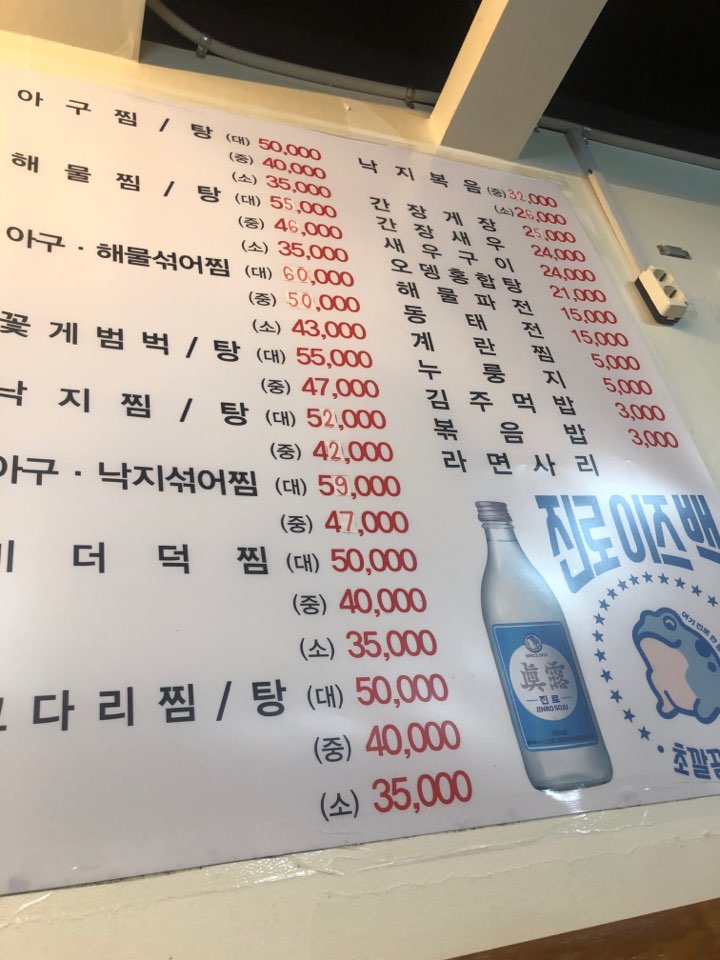 아구찜/탕 (대) 50,000
(중) 40,000
(소) 35,000
해물찜/탕 (대) 55,000
(중) 46,000
(소) 35,000
아구·해물섞어찜 (대) 60,000
(중) 50,000
(소) 43,000
꽃게범벅/탕 (대) 55,000
(중) 47,000
낙지찜/탕 (대) 52,000
(중) 42,000
아구·낙지섞어찜 (대) 59,000
(중) 47,000
더덕찜 (대) 50,000
(중) 40,000
(소) 35,000
다리찜/탕 (대) 50,000
(중) 40,000
(소) 35,000
낙지볶음 (중) 32,000
(소) 26,000
간장게장 25,000
간장새우 24,000
새우구이 24,000
오뎅홍합탕 21,000
해물파전 15,000
동태전 15,000
계란찜 5,000
누룽지 5,000
김주먹밥 3,000
볶음밥 3,000
라면사리
진로이즈백
眞露
진로
JINRO SOJU
초깔끔